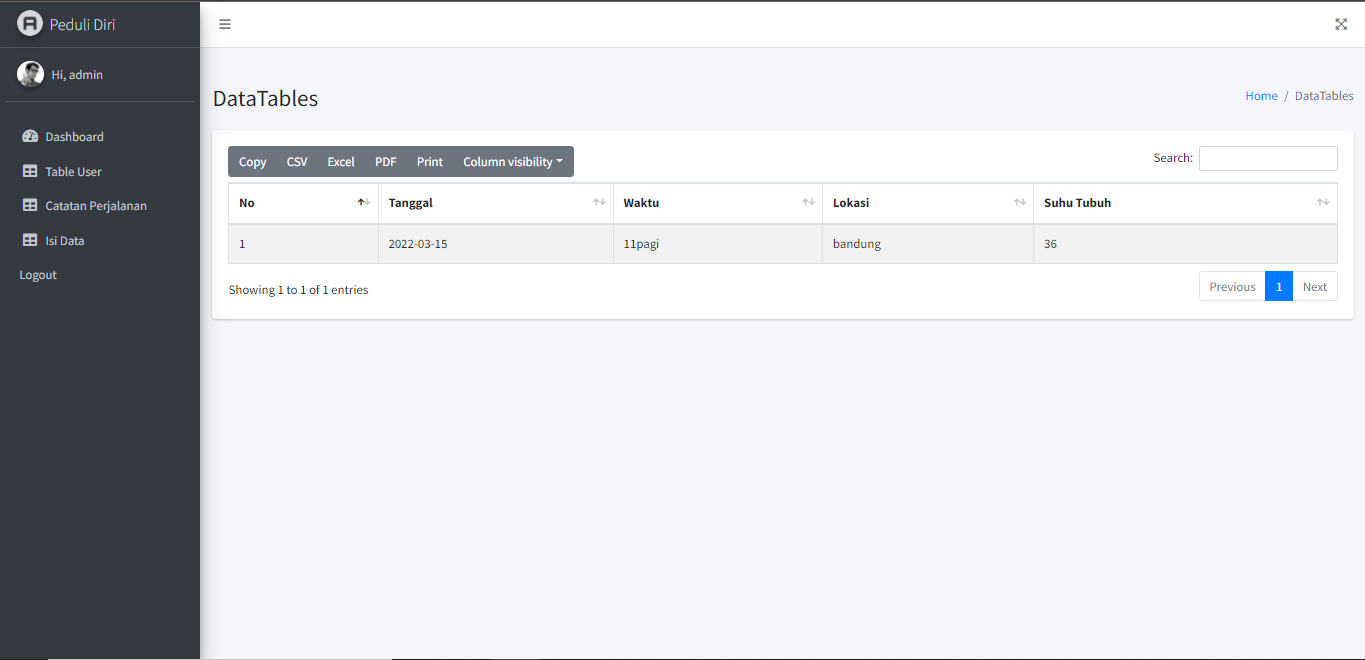 Peduli Diri
Hi, admin
Dashboard
Table User
Catatan Perjalanan
Isi Data
Logout
DataTables
Home / DataTables
Copy CSV Excel PDF Print Column visibility
Search:
No Tanggal Waktu Lokasi Suhu Tubuh
1 2022-03-15 11pagi bandung 36
Showing 1 to 1 of 1 entries
Previous 1 Next